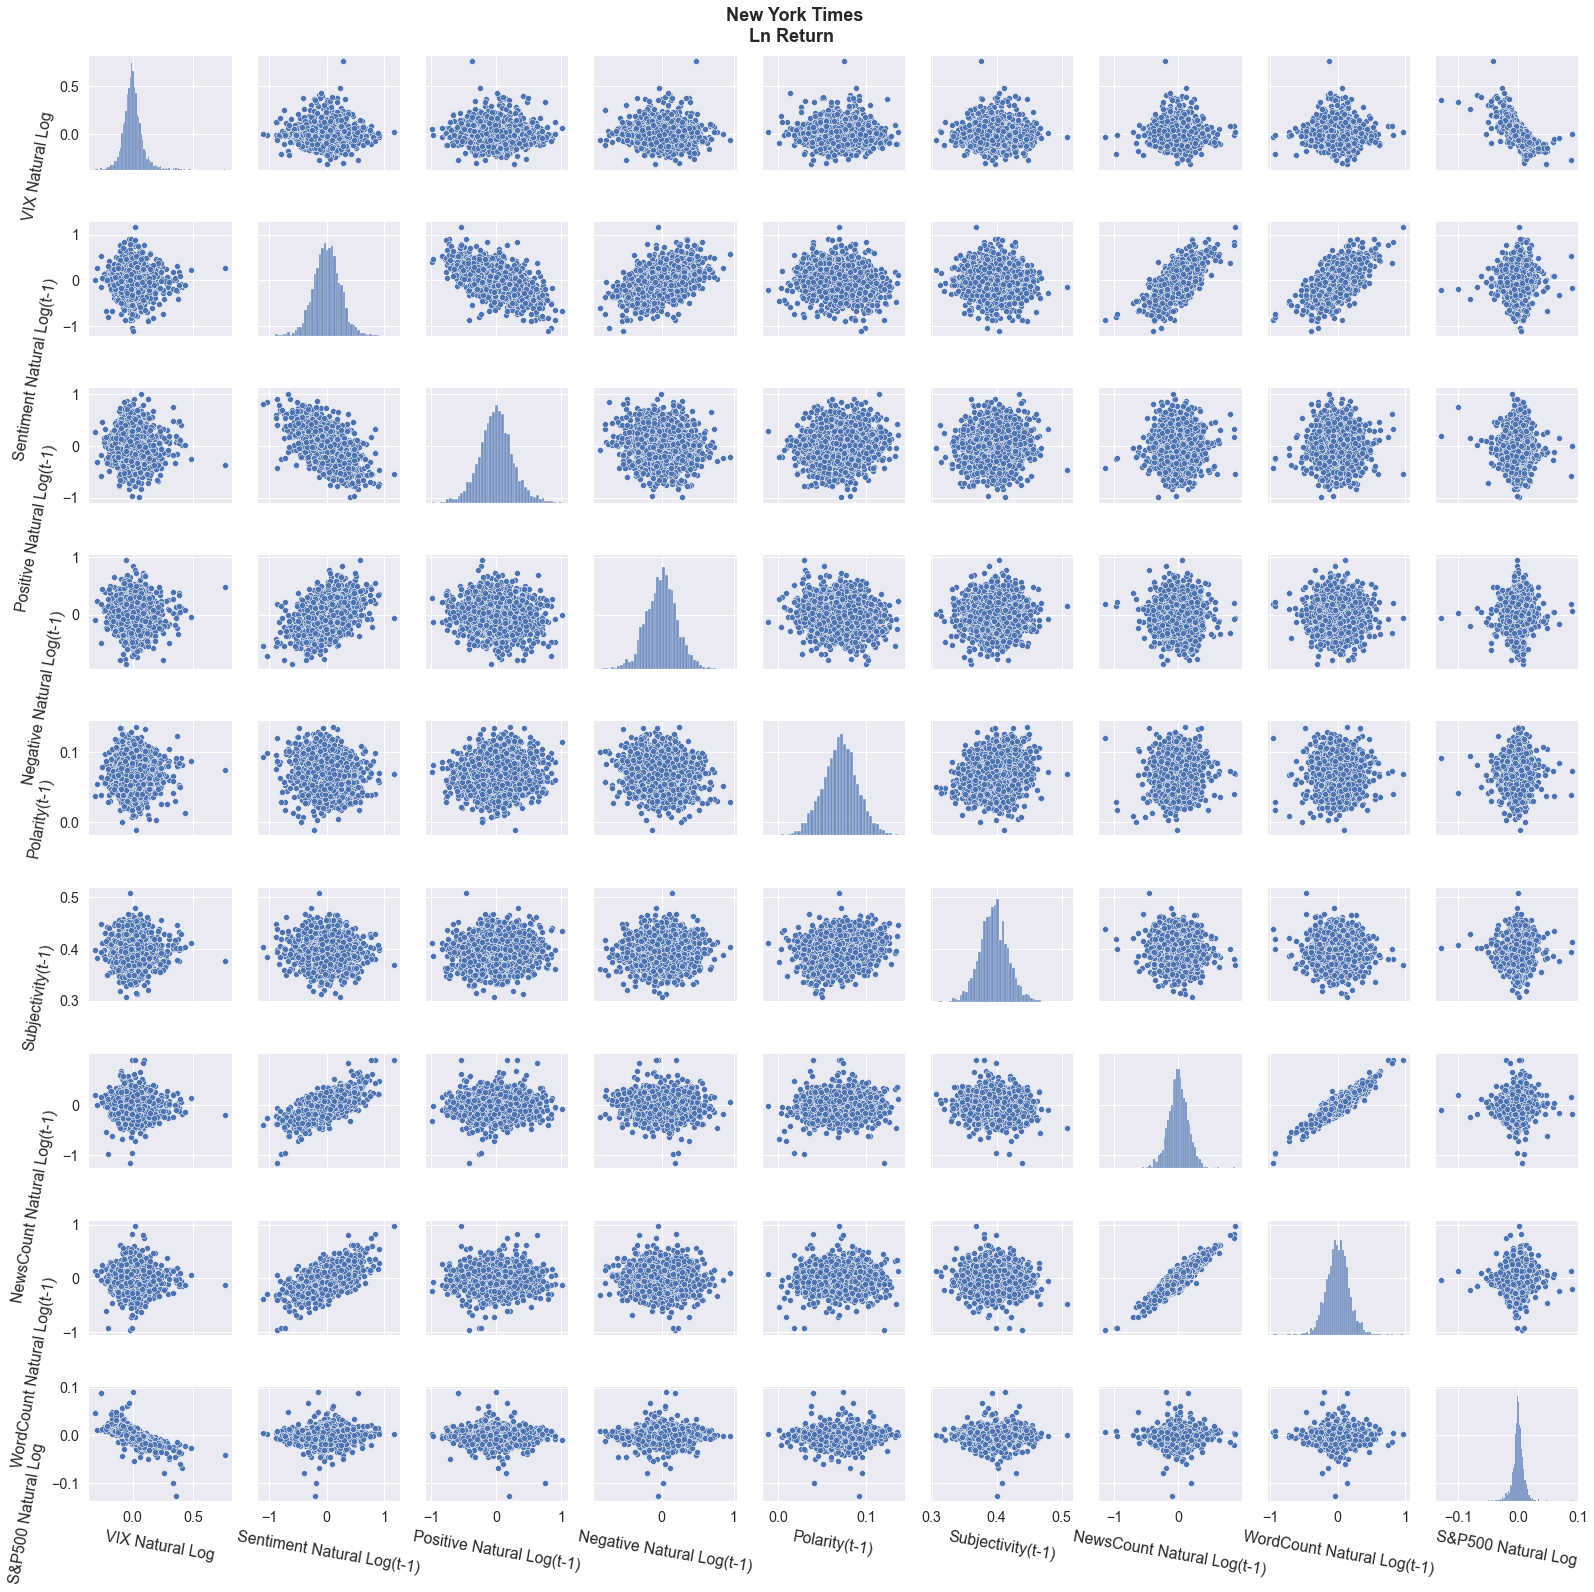 New York Times
Ln Return
0.5
0.0
VIX Natural Log
1
0
−1
Sentiment Natural Log(t-1)
1
0
−1
Positive Natural Log(t-1)
1
0
Negative Natural Log(t-1)
0.1
0.0
Polarity(t-1)
0.5
0.4
0.3
Subjectivity(t-1)
0
−1
NewsCount Natural Log(t-1)
1
0
−1
WordCount Natural Log(t-1)
0.1
0.0
−0.1
S&P500 Natural Log
0.0 0.5
VIX Natural Log
−1 0 1
Sentiment Natural Log(t-1)
−1 0 1
Positive Natural Log(t-1)
0 1
Negative Natural Log(t-1)
0.0 0.1
Polarity(t-1)
0.3 0.4 0.5
Subjectivity(t-1)
−1 0
NewsCount Natural Log(t-1)
−1 0 1
WordCount Natural Log(t-1)
−0.1 0.0 0.1
S&P500 Natural Log